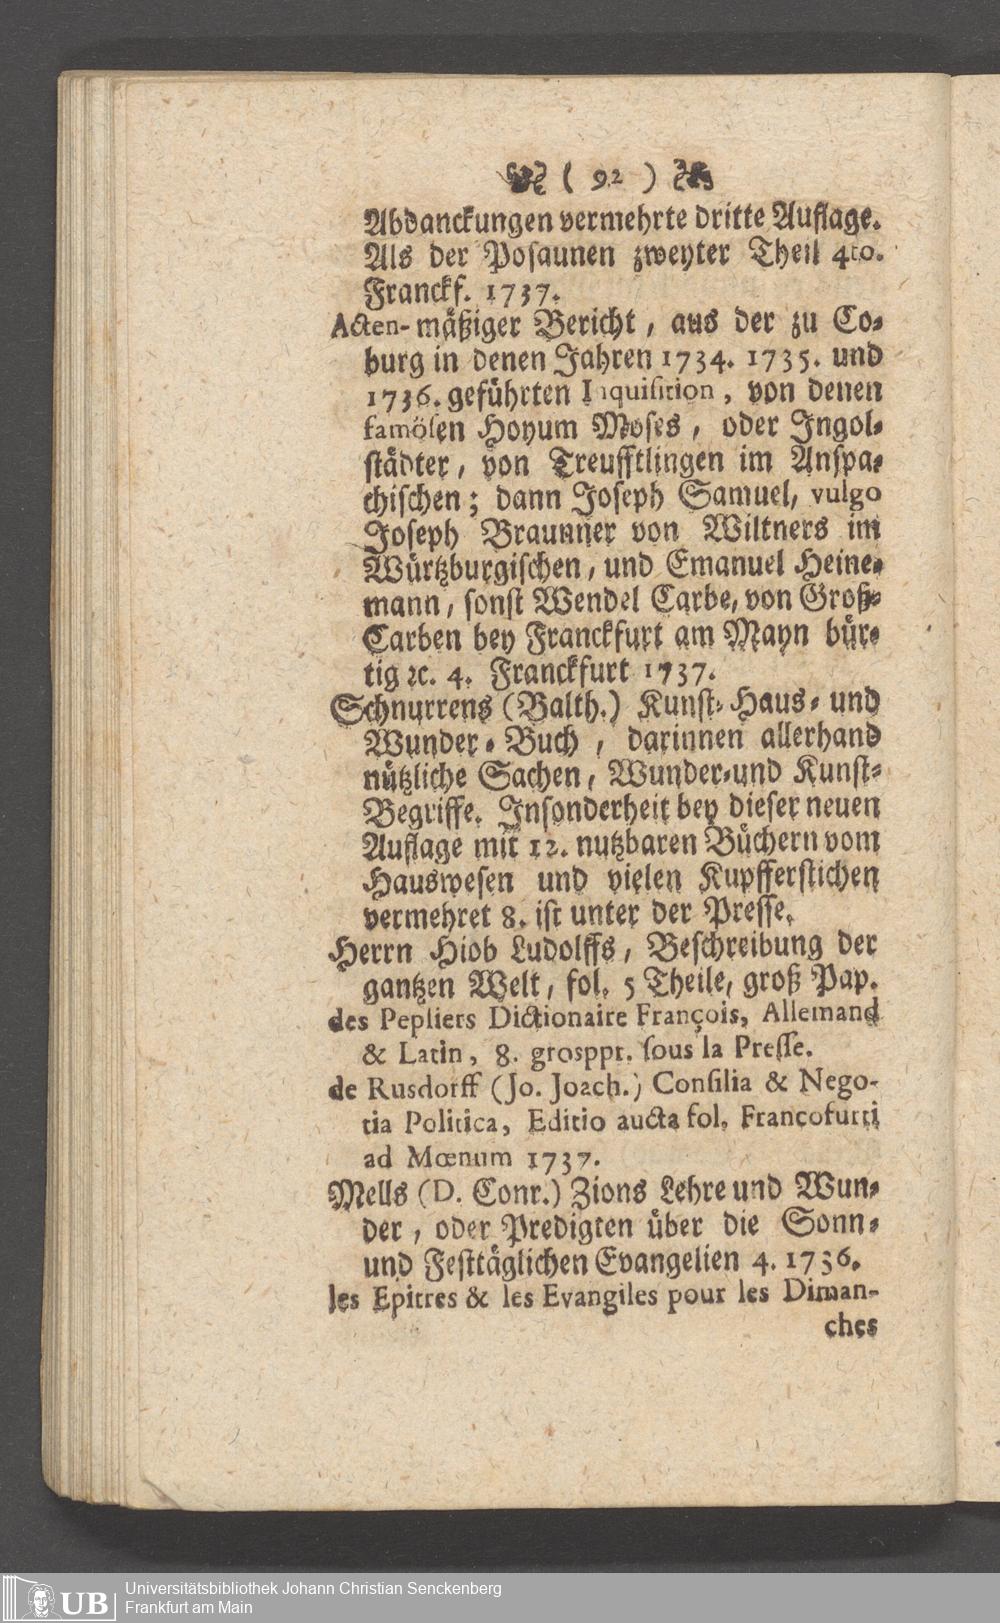 ( 92 )
Abdanckungen vermehrte dritte Auflage.
Als der Posaunen zweyter Theil 4to.
Franckf. 1737.
Acten-mäßiger Bericht, aus der zu Co-
burg in denen Jahren 1734. 1735. und
1736. geführten Inquisition, von denen
famösen Hoyum Moses, oder Ingol-
städter, von Treufftlingen im Anspa-
chischen; dann Joseph Samuel, vulgo
Joseph Braunner von Wiltners im
Würtzburgischen, und Emanuel Heine-
mann, sonst Wendel Carbe, von Groß-
Carben bey Franckfurt am Mayn bür-
tig ꝛc. 4. Franckfurt 1737.
Schnurrens (Balth.) Kunst-Haus- und
Wunder-Buch, darinnen allerhand
nützliche Sachen, Wunder-und Kunst-
Begriffe. Insonderheit bey dieser neuen
Auflage mit 12. nutzbaren Büchern vom
Hauswesen und vielen Kupfferstichen
vermehret 8. ist unter der Presse.
Herrn Hiob Ludolffs, Beschreibung der
gantzen Welt, fol. 5 Theile, groß Pap.
des Pepliers Dictionaire François, Allemand
& Latin, 8. grosppr. sous la Presse.
de Rusdorff (Jo. Joach.) Consilia & Nego-
tia Politica, Editio aucta fol. Francofurti
ad Mœnum 1737.
Mells (D. Conr.) Zions Lehre und Wun-
der, oder Predigten über die Sonn-
und Festtäglichen Evangelien 4. 1736.
les Epitres & les Evangiles pour les Diman-
ches
UB
Universitätsbibliothek Johann Christian Senckenberg
Frankfurt am Main